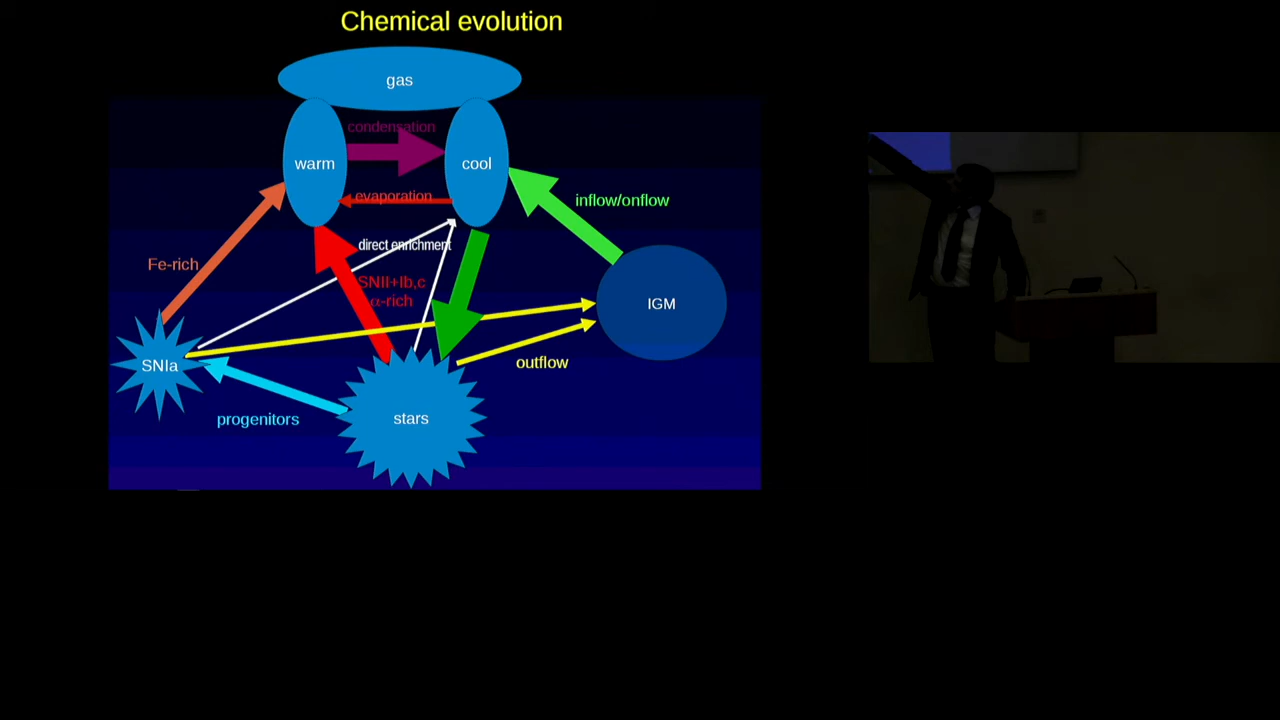 Chemical evolution
gas
condensation
warm
cool
evaporation
inflow/onflow
direct enrichment
Fe-rich
SNII+Ib,c
α-rich
IGM
SNIa
outflow
progenitors
stars